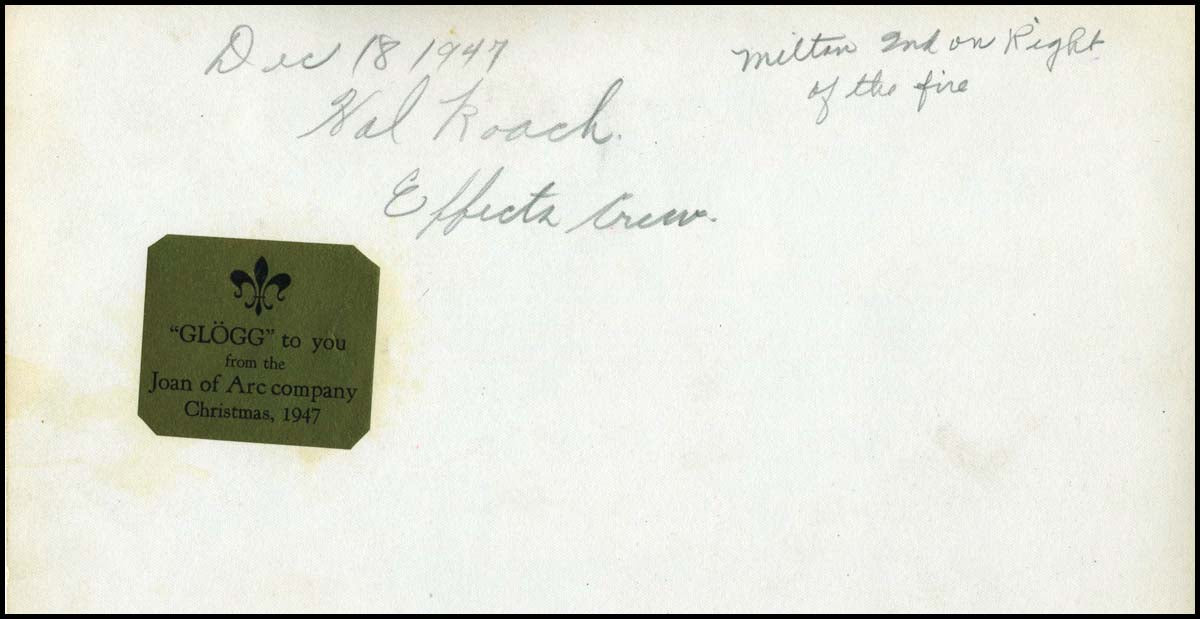 Dec 18 1947
Hal Roach.
Effects Crew.
Milton 2nd on Right
of the fire
“GLÖGG” to you
from the
Joan of Arc company
Christmas, 1947